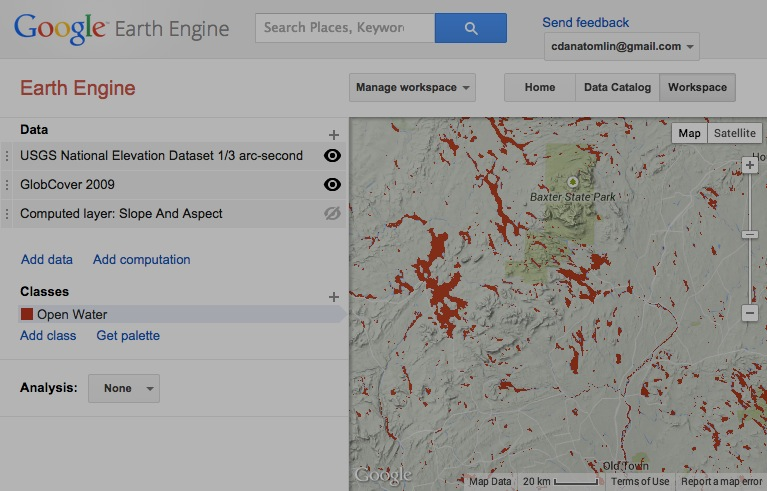 Google Earth Engine
Search Places, Keywor
Send feedback
cdanatomlin@gmail.com
Earth Engine
Manage workspace
Home
Data Catalog
Workspace
Data
USGS National Elevation Dataset 1/3 arc-second
GlobCover 2009
Computed layer: Slope And Aspect
Add data
Add computation
Classes
Open Water
Add class
Get palette
Analysis:
None
Map
Satellite
Baxter State Park
Old Town
Google
Map Data
20 km
Terms of Use
Report a map error